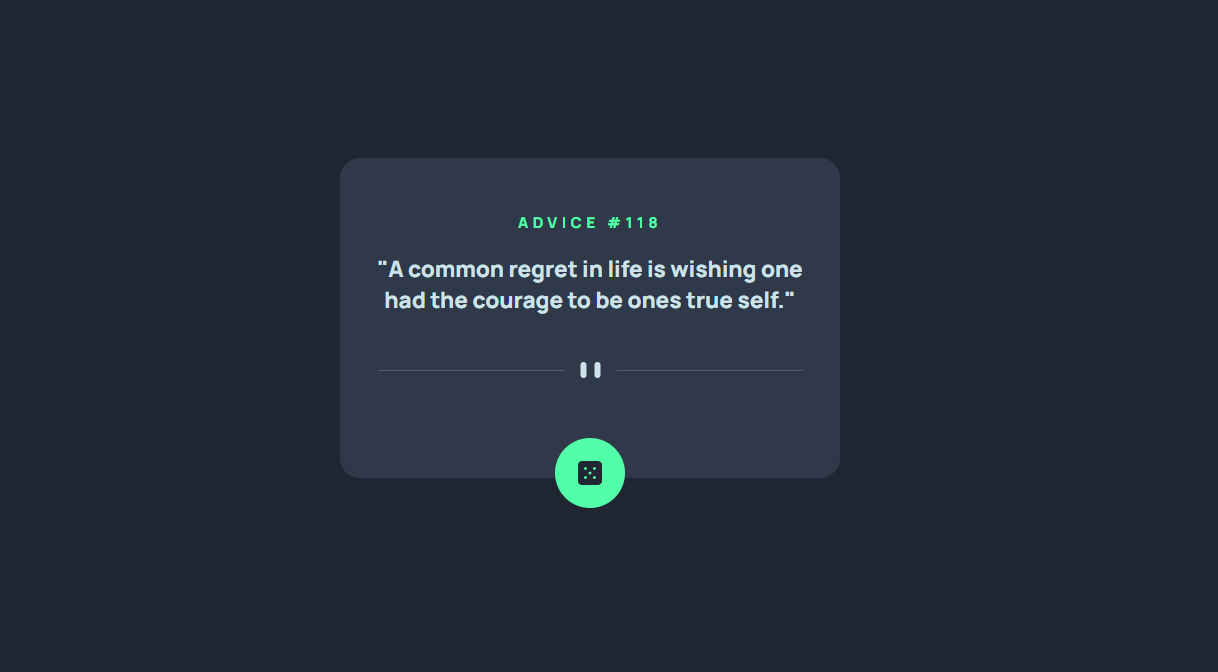 ADVICE #118
"A common regret in life is wishing one
had the courage to be ones true self."